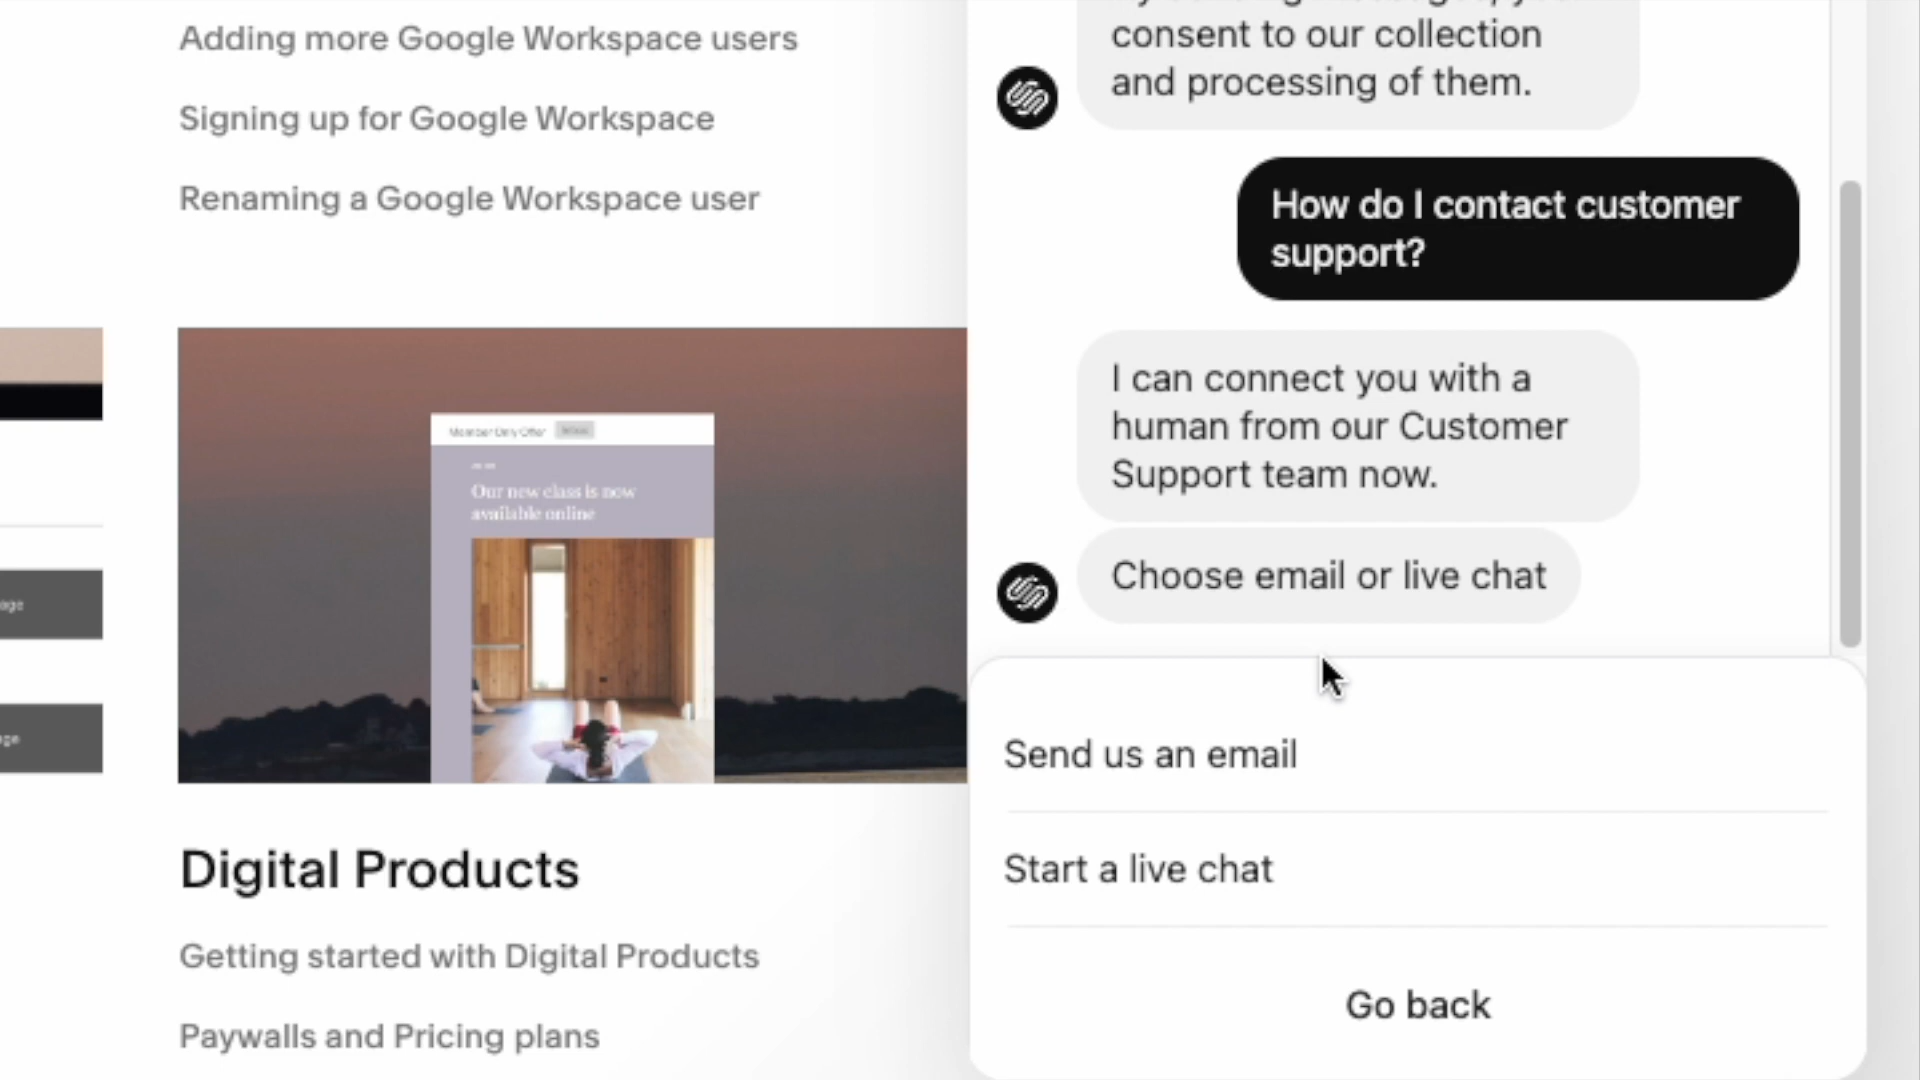 Adding more Google Workspace users
Signing up for Google Workspace
Renaming a Google Workspace user
Member Only Offer
Our new class is now
available online
Digital Products
Getting started with Digital Products
Paywalls and Pricing plans
consent to our collection
and processing of them.
How do I contact customer
support?
I can connect you with a
human from our Customer
Support team now.
Choose email or live chat
Send us an email
Start a live chat
Go back